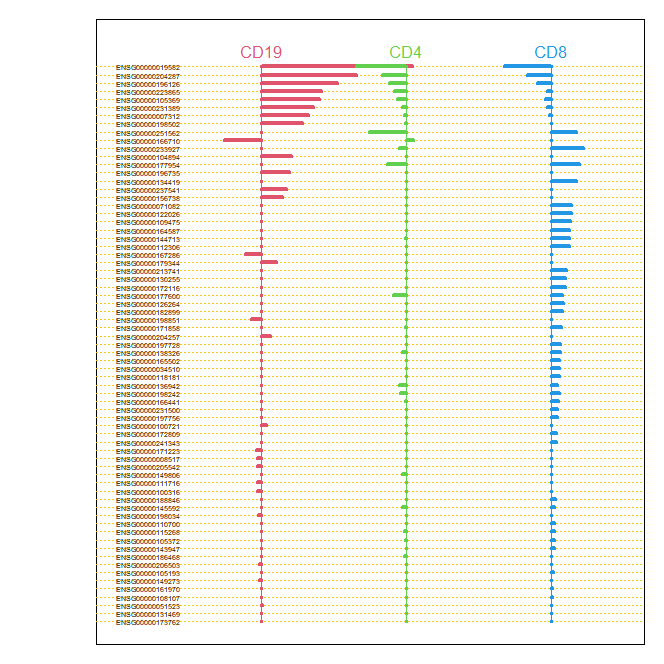 CD19 CD4 CD8
ENSG00000019582
ENSG00000204287
ENSG00000196126
ENSG00000223865
ENSG00000105369
ENSG00000231389
ENSG00000007312
ENSG00000198502
ENSG00000251562
ENSG00000166710
ENSG00000233927
ENSG00000104894
ENSG00000177954
ENSG00000196735
ENSG00000134419
ENSG00000237541
ENSG00000156738
ENSG00000071082
ENSG00000122026
ENSG00000109475
ENSG00000164587
ENSG00000144713
ENSG00000112306
ENSG00000167286
ENSG00000179344
ENSG00000213741
ENSG00000130255
ENSG00000172116
ENSG00000177600
ENSG00000126264
ENSG00000182899
ENSG00000198851
ENSG00000171858
ENSG00000204257
ENSG00000197728
ENSG00000138326
ENSG00000165502
ENSG00000034510
ENSG00000118181
ENSG00000136942
ENSG00000198242
ENSG00000166441
ENSG00000231500
ENSG00000197756
ENSG00000100721
ENSG00000172809
ENSG00000241343
ENSG00000171223
ENSG00000008517
ENSG00000205542
ENSG00000149806
ENSG00000111716
ENSG00000100316
ENSG00000188846
ENSG00000145592
ENSG00000198034
ENSG00000110700
ENSG00000115268
ENSG00000105372
ENSG00000143947
ENSG00000186468
ENSG00000206503
ENSG00000105193
ENSG00000149273
ENSG00000161970
ENSG00000108107
ENSG00000051523
ENSG00000131469
ENSG00000173762